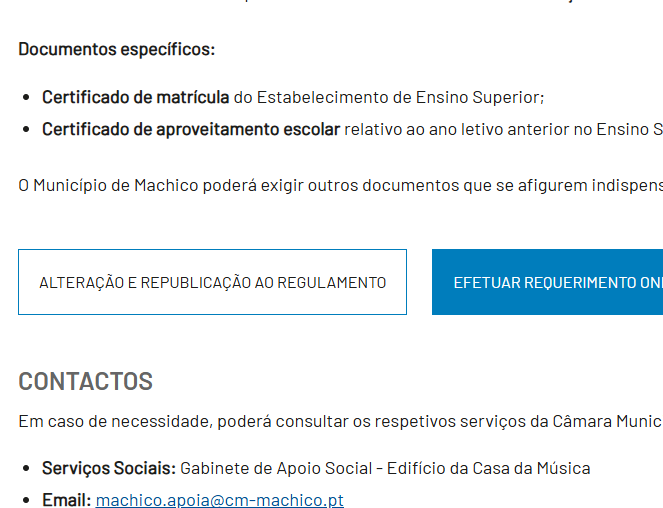 Documentos específicos:
Certificado de matrícula do Estabelecimento de Ensino Superior;
Certificado de aproveitamento escolar relativo ao ano letivo anterior no Ensino S
O Município de Machico poderá exigir outros documentos que se afigurem indispens
ALTERAÇÃO E REPUBLICAÇÃO AO REGULAMENTO
EFETUAR REQUERIMENTO ONL
CONTACTOS
Em caso de necessidade, poderá consultar os respetivos serviços da Câmara Munic
Serviços Sociais: Gabinete de Apoio Social - Edifício da Casa da Música
Email: machico.apoia@cm-machico.pt